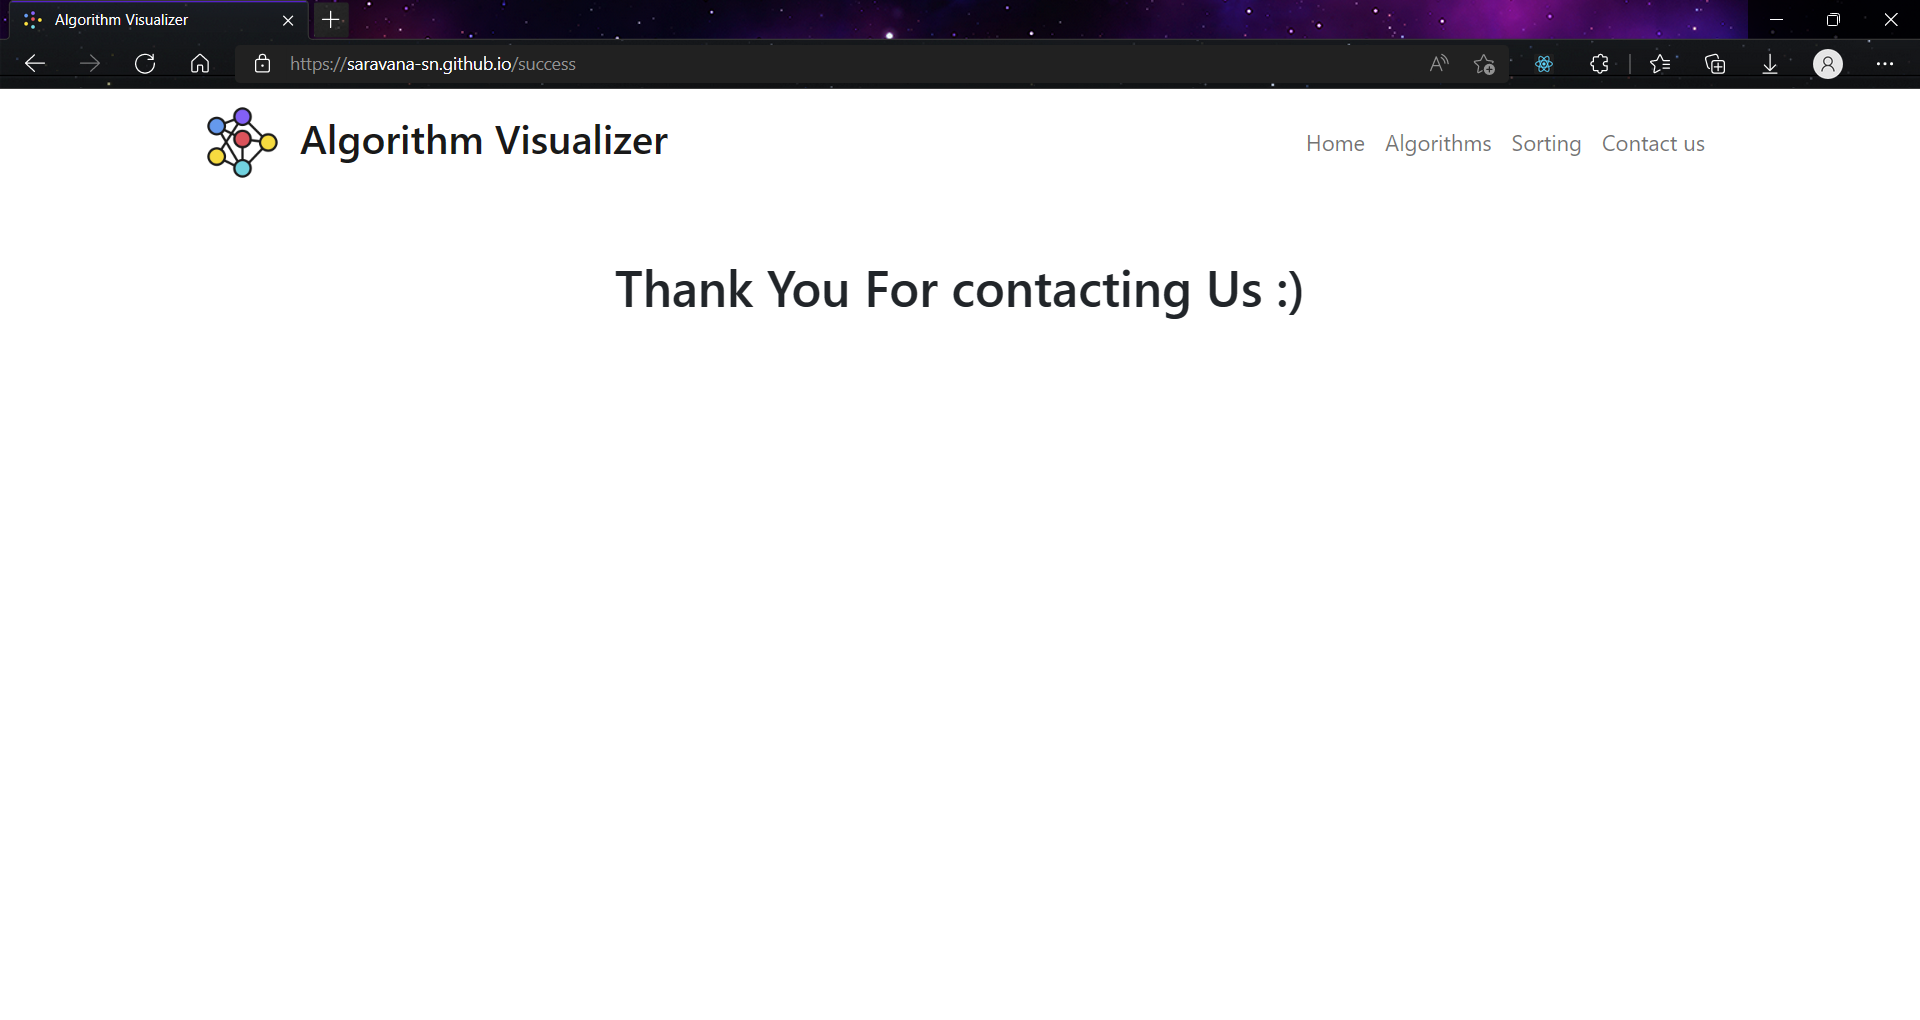 Algorithm Visualizer
https://saravana-sn.github.io/success
Algorithm Visualizer
Home Algorithms Sorting Contact us
Thank You For contacting Us :)